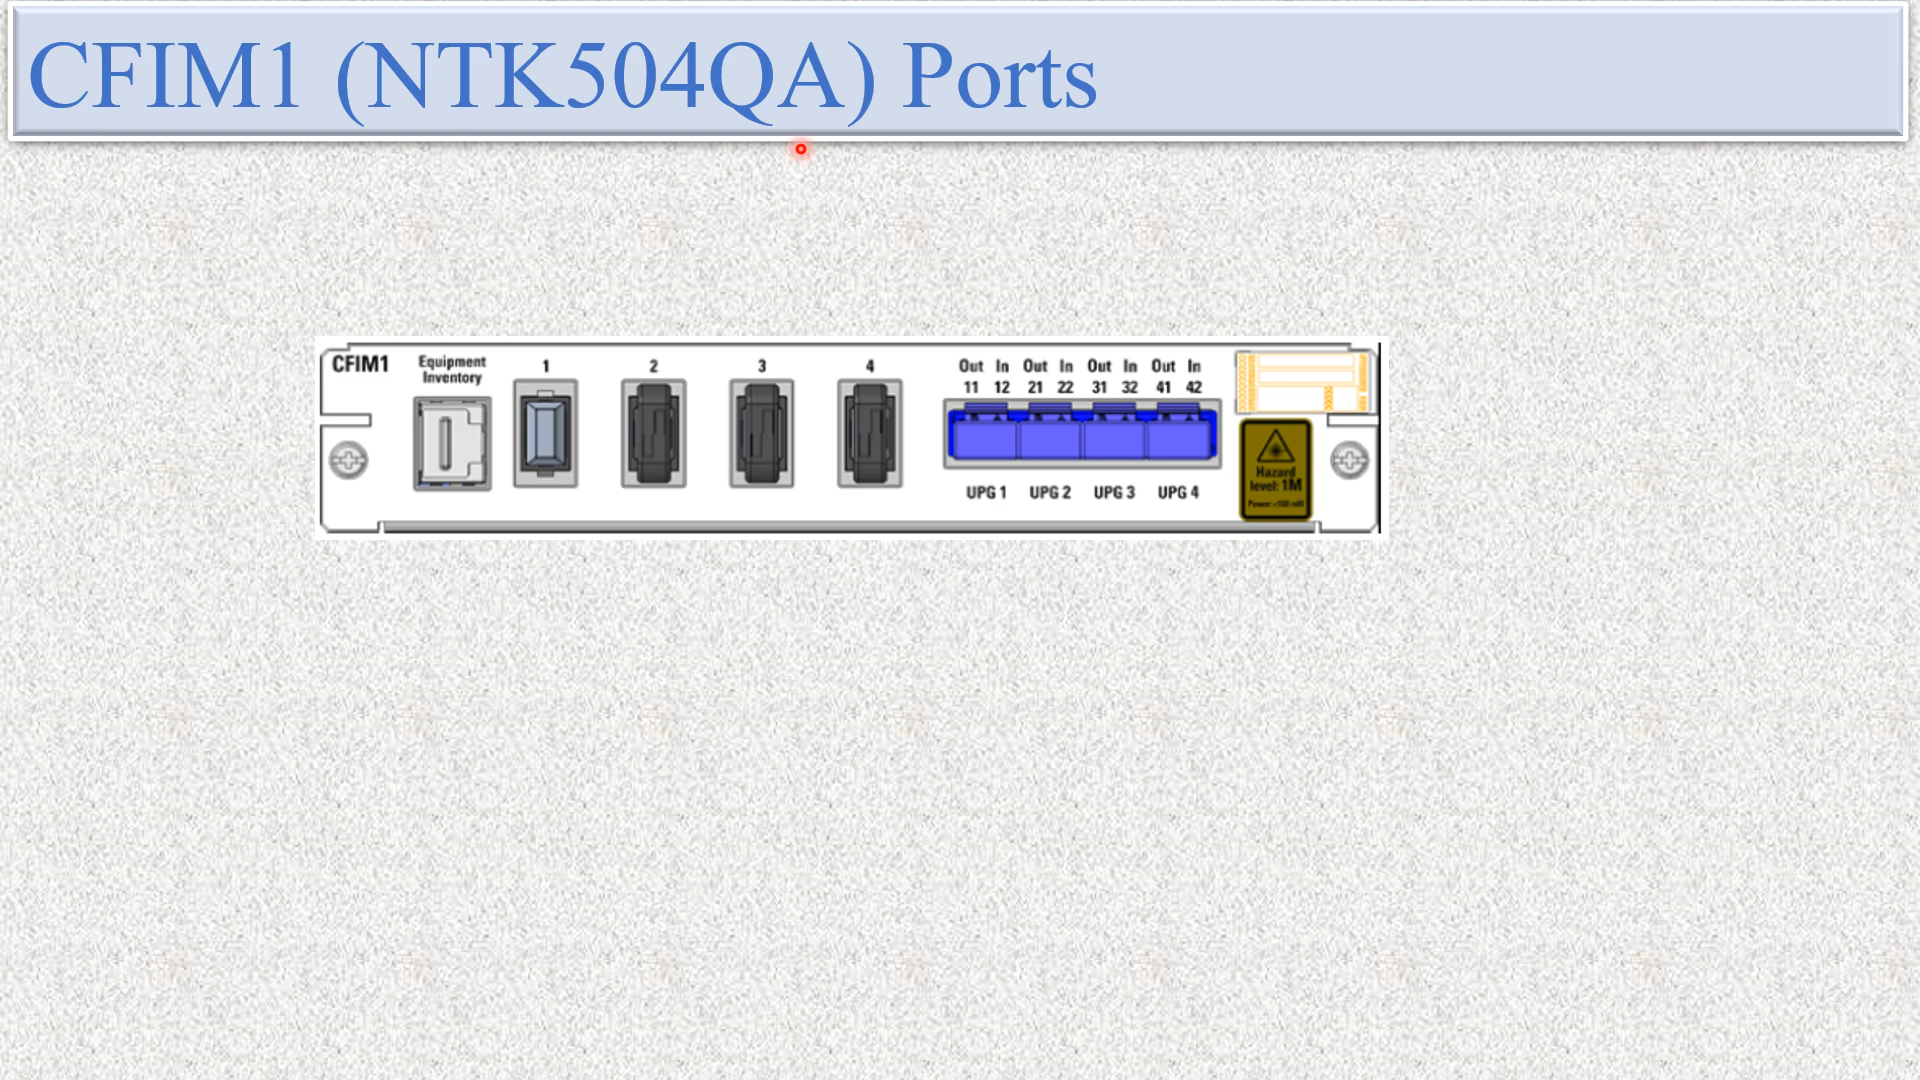 CFIM1 (NTK504QA) Ports
CFIM1
Equipment
Inventory
1
2
3
4
Out In Out In Out In Out In
11 12 21 22 31 32 41 42
UPG 1 UPG 2 UPG 3 UPG 4
Hazard
level: 1M